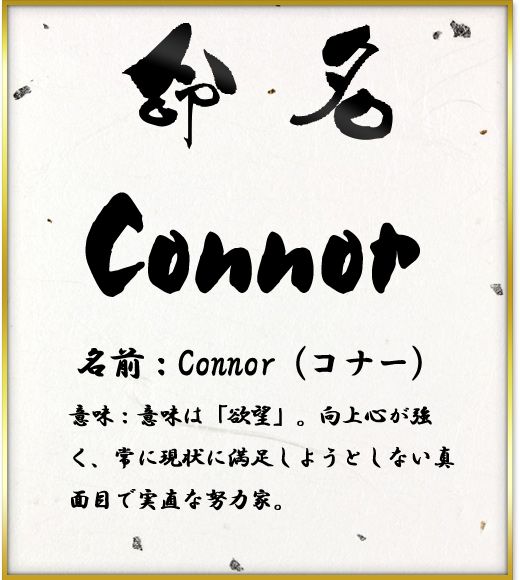 命名
Connor
名前：Connor（コナー）
意味：意味は「欲望」。向上心が強
く、常に現状に満足しようとしない真
面目で実直な努力家。